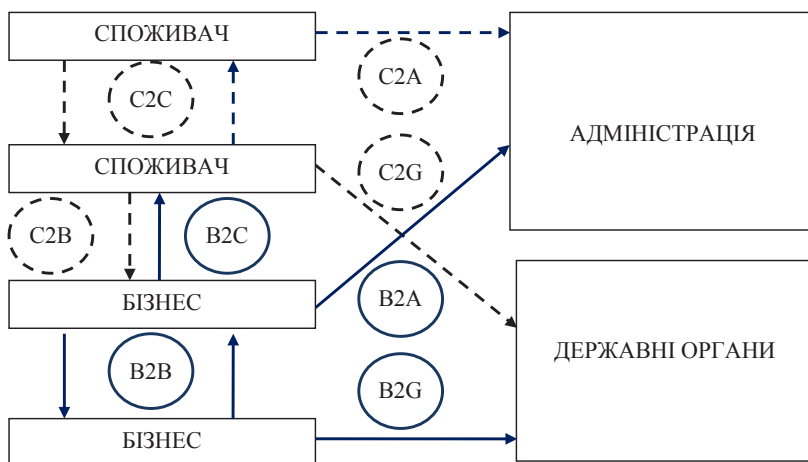 СПОЖИВАЧ
C2C
C2A
АДМІНІСТРАЦІЯ
СПОЖИВАЧ
C2G
C2B
B2C
БІЗНЕС
B2A
ДЕРЖАВНІ ОРГАНИ
B2B
B2G
БІЗНЕС